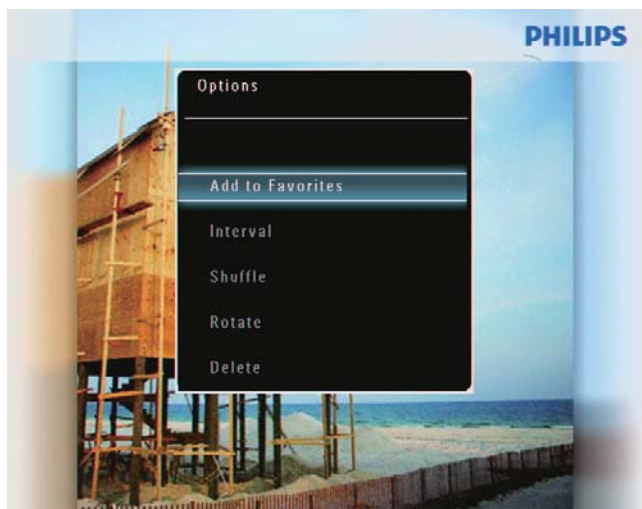 PHILIPS
Options
Add to Favorites
Interval
Shuffle
Rotate
Delete